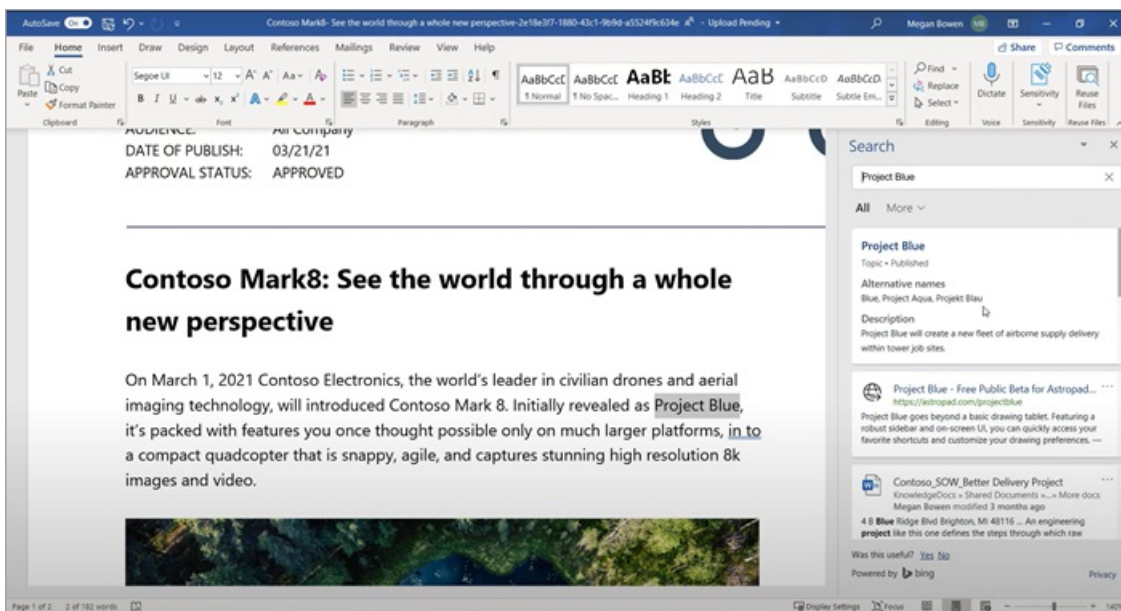 AutoSave On
Contoso Mark8- See the world through a whole new perspective-2e18e3f7-1880-43c1-9b9d-a5524f9c634e - Upload Pending
Megan Bowen MB
File Home Insert Draw Design Layout References Mailings Review View Help
Share Comments
Paste
Cut
Copy
Format Painter
Clipboard
Segoe UI 12
Font
Paragraph
AaBbCcD AaBbCcD AaBb AaBbCcD AaB AaBbCcD AaBbCcD
Normal No Spac... Heading 1 Heading 2 Title Subtitle Subtle Em...
Styles
Find
Replace
Select
Editing
Dictate
Voice
Sensitivity
Sensitivity
Reuse Files
Reuse Files
AUDIENCE: All Company
DATE OF PUBLISH: 03/21/21
APPROVAL STATUS: APPROVED
Contoso Mark8: See the world through a whole
new perspective
On March 1, 2021 Contoso Electronics, the world's leader in civilian drones and aerial
imaging technology, will introduced Contoso Mark 8. Initially revealed as Project Blue,
it's packed with features you once thought possible only on much larger platforms, in to
a compact quadcopter that is snappy, agile, and captures stunning high resolution 8k
images and video.
Search
Project Blue
All More
Project Blue
Topic • Published
Alternative names
Blue, Project Aqua, Projekt Blau
Description
Project Blue will create a new fleet of airborne supply delivery
within tower job sites.
Project Blue - Free Public Beta for Astropad...
https://astropad.com/projectblue
Project Blue goes beyond a basic drawing tablet. Featuring a
robust sidebar and on-screen UI, you can quickly access your
favorite shortcuts and customize your drawing preferences. —
Contoso_SOW_Better Delivery Project
KnowledgeDocs » Shared Documents »...» More docs
Megan Bowen modified 3 months ago
4 B Blue Ridge Blvd Brighton, MI 48116 ... An engineering
project like this one defines the steps through which raw
Was this useful? Yes No
Powered by bing
Privacy
Page 1 of 2 2 of 182 words
Display Settings Focus